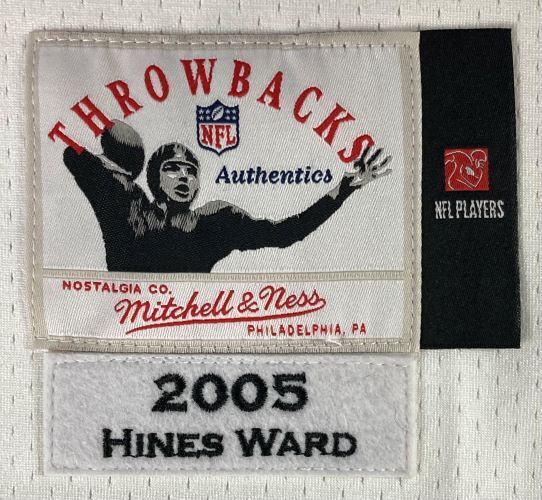 THROWBACKS
NFL
Authentics
NFL PLAYERS
NOSTALGIA CO.
Mitchell & Ness
PHILADELPHIA, PA
2005
HINES WARD